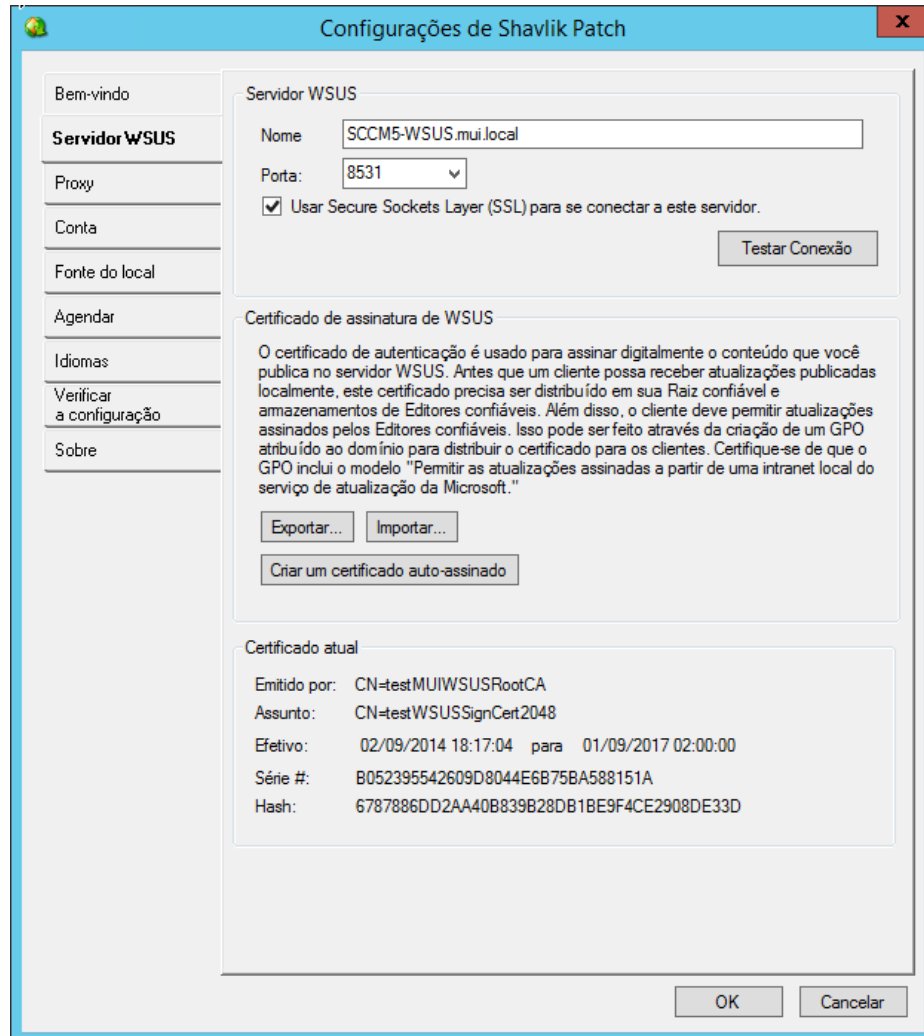 Configurações de Shavlik Patch
x
Bem-vindo
Servidor WSUS
Proxy
Conta
Fonte do local
Agendar
Idiomas
Verificar
a configuração
Sobre
Servidor WSUS
Nome SCCM5-WSUS.mui.local
Porta: 8531
Usar Secure Sockets Layer (SSL) para se conectar a este servidor.
Testar Conexão
Certificado de assinatura de WSUS
O certificado de autenticação é usado para assinar digitalmente o conteúdo que você
publica no servidor WSUS. Antes que um cliente possa receber atualizações publicadas
localmente, este certificado precisa ser distribuído em sua Raiz confiável e
armazenamentos de Editores confiáveis. Além disso, o cliente deve permitir atualizações
assinados pelos Editores confiáveis. Isso pode ser feito através da criação de um GPO
atribuído ao domínio para distribuir o certificado para os clientes. Certifique-se de que o
GPO inclui o modelo "Permitir as atualizações assinadas a partir de uma intranet local do
serviço de atualização da Microsoft."
Exportar... Importar...
Criar um certificado auto-assinado
Certificado atual
Emitido por: CN=testMUIWSUSRootCA
Assunto: CN=testWSUSSignCert2048
Efetivo: 02/09/2014 18:17:04 para 01/09/2017 02:00:00
Série #: B052395542609D8044E6B75BA588151A
Hash: 6787886DD2AA40B839B28DB1BE9F4CE2908DE33D
OK Cancelar